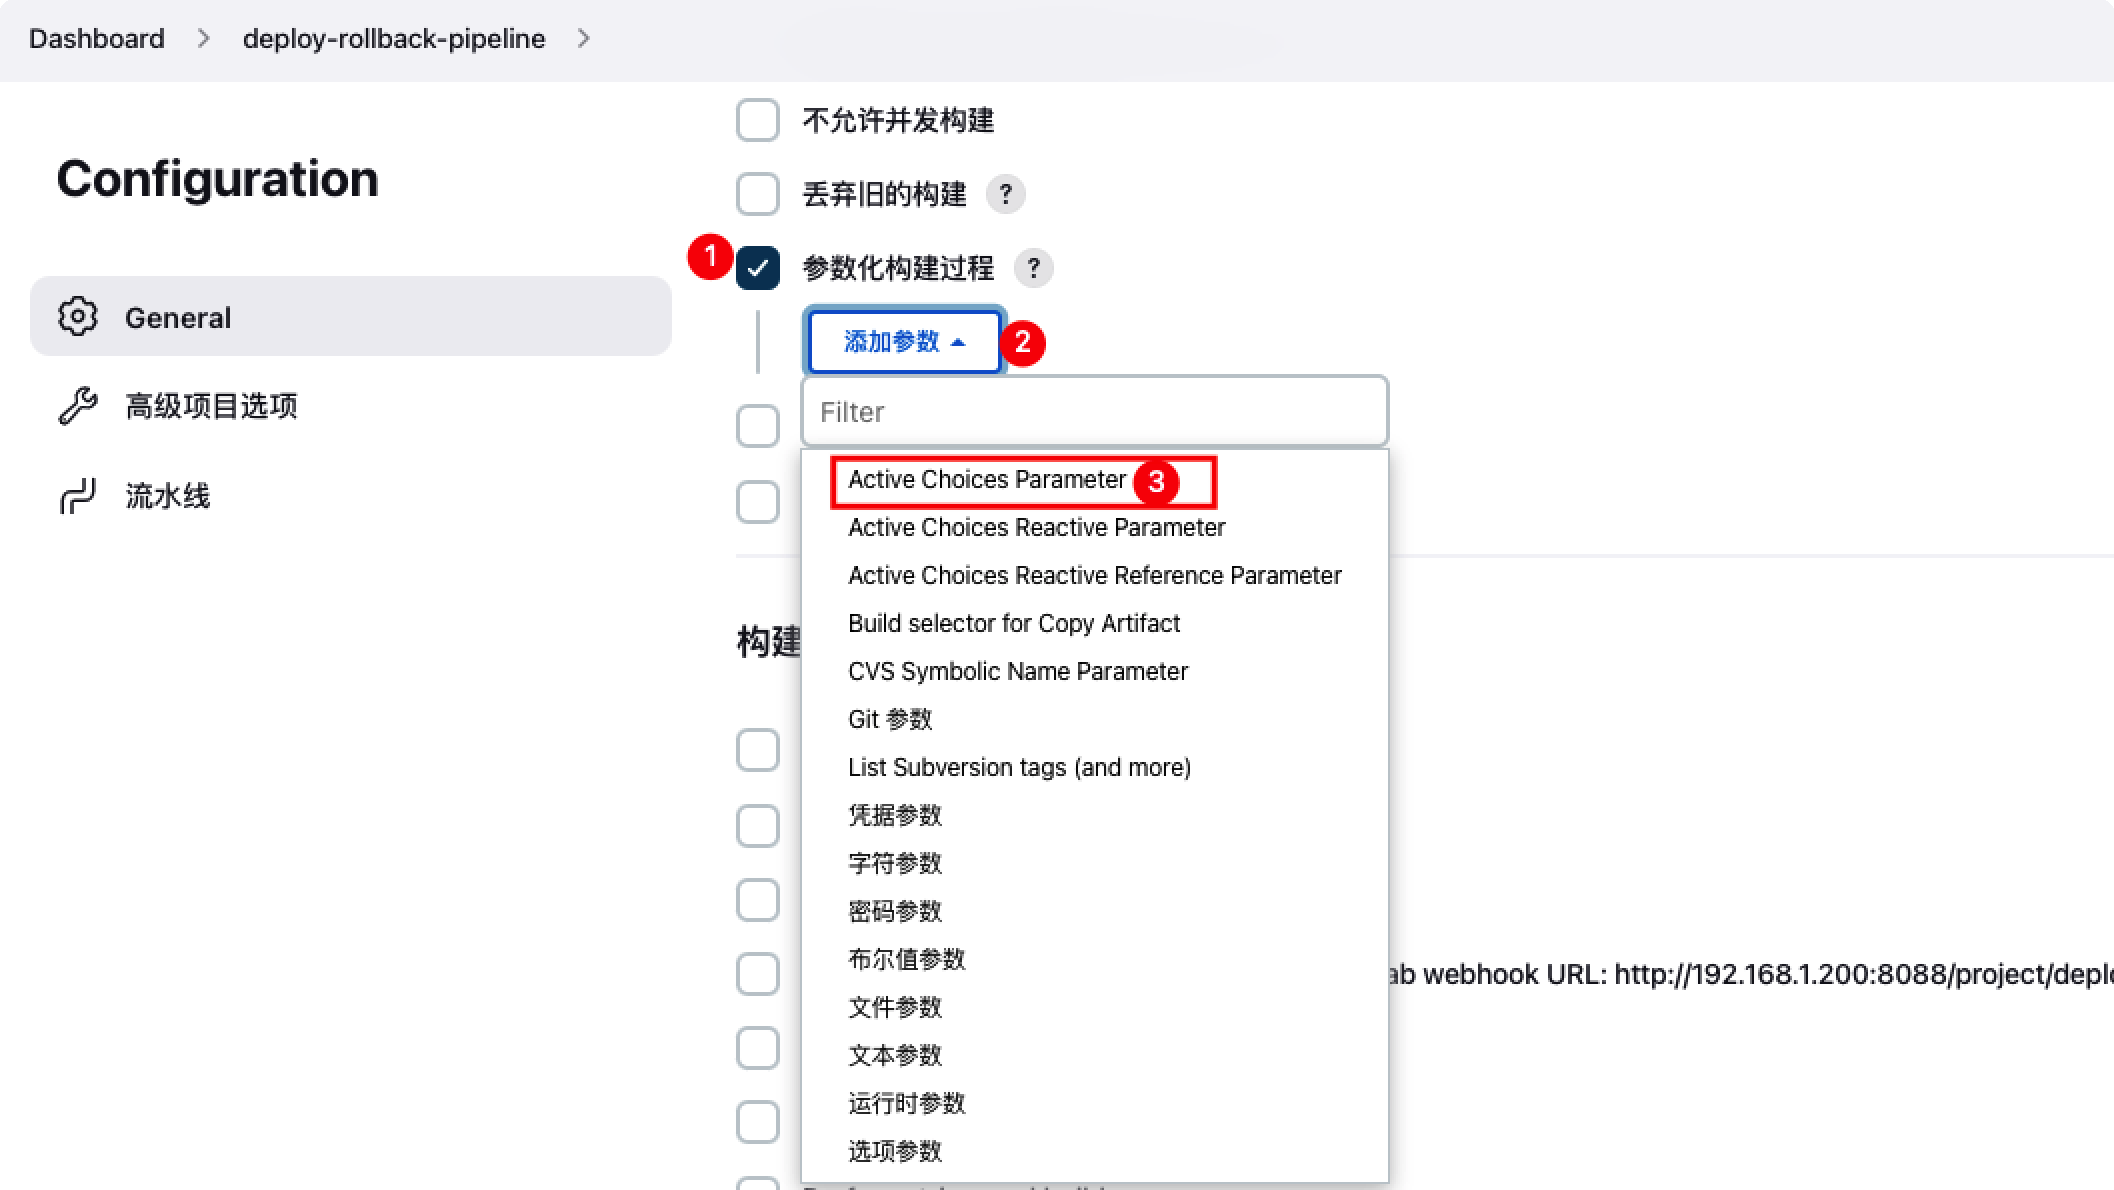 Dashboard > deploy-rollback-pipeline >
Configuration
General
高级项目选项
流水线
不允许并发构建
丢弃旧的构建 ?
1 参数化构建过程 ?
添加参数 2
Filter
Active Choices Parameter 3
Active Choices Reactive Parameter
Active Choices Reactive Reference Parameter
Build selector for Copy Artifact
构建
CVS Symbolic Name Parameter
Git 参数
List Subversion tags (and more)
凭据参数
字符参数
密码参数
布尔值参数
ab webhook URL: http://192.168.1.200:8088/project/deplo
文件参数
文本参数
运行时参数
选项参数